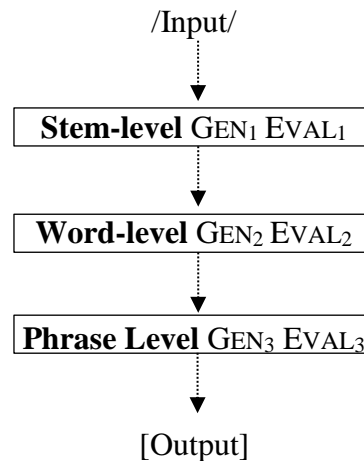 /Input/
Stem-level GEN₁ EVAL₁
Word-level GEN₂ EVAL₂
Phrase Level GEN₃ EVAL₃
[Output]